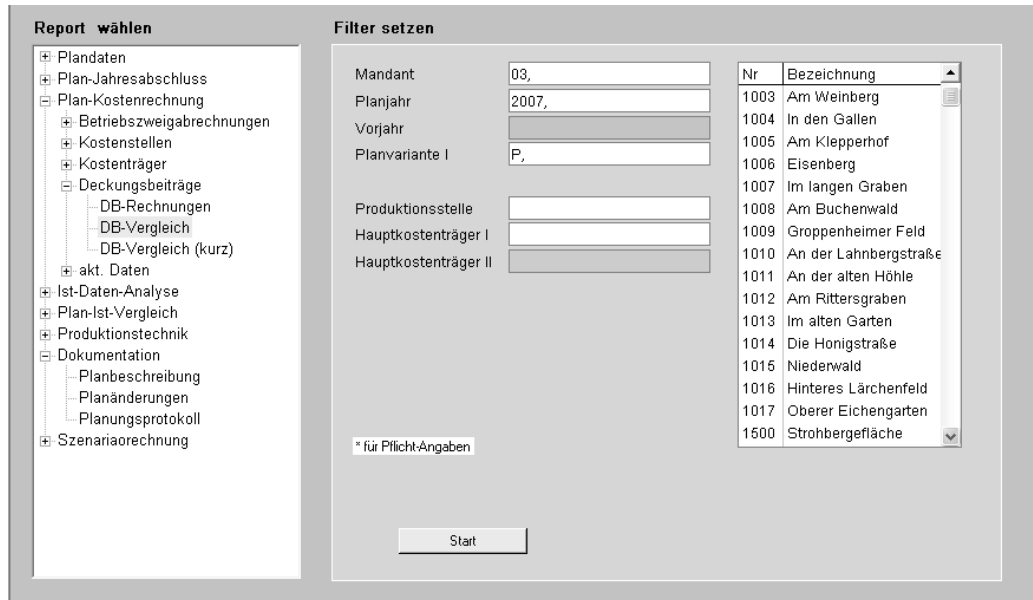 Report wählen
Plandaten
Plan-Jahresabschluss
Plan-Kostenrechnung
Betriebszweigabrechnungen
Kostenstellen
Kostenträger
Deckungsbeiträge
DB-Rechnungen
DB-Vergleich
DB-Vergleich (kurz)
akt. Daten
Ist-Daten-Analyse
Plan-Ist-Vergleich
Produktionstechnik
Dokumentation
Planbeschreibung
Planänderungen
Planungsprotokoll
Szenariaorechnung
Filter setzen
Mandant 03,
Planjahr 2007,
Vorjahr
Planvariante I P,
Produktionsstelle
Hauptkostenträger I
Hauptkostenträger II
* für Pflicht-Angaben
Start
Nr Bezeichnung
1003 Am Weinberg
1004 In den Gallen
1005 Am Klepperhof
1006 Eisenberg
1007 Im langen Graben
1008 Am Buchenwald
1009 Groppenheimer Feld
1010 An der Lahnbergstraße
1011 An der alten Höhle
1012 Am Rittersgraben
1013 Im alten Garten
1014 Die Honigstraße
1015 Niederwald
1016 Hinteres Lärchenfeld
1017 Oberer Eichengarten
1500 Strohbergefläche